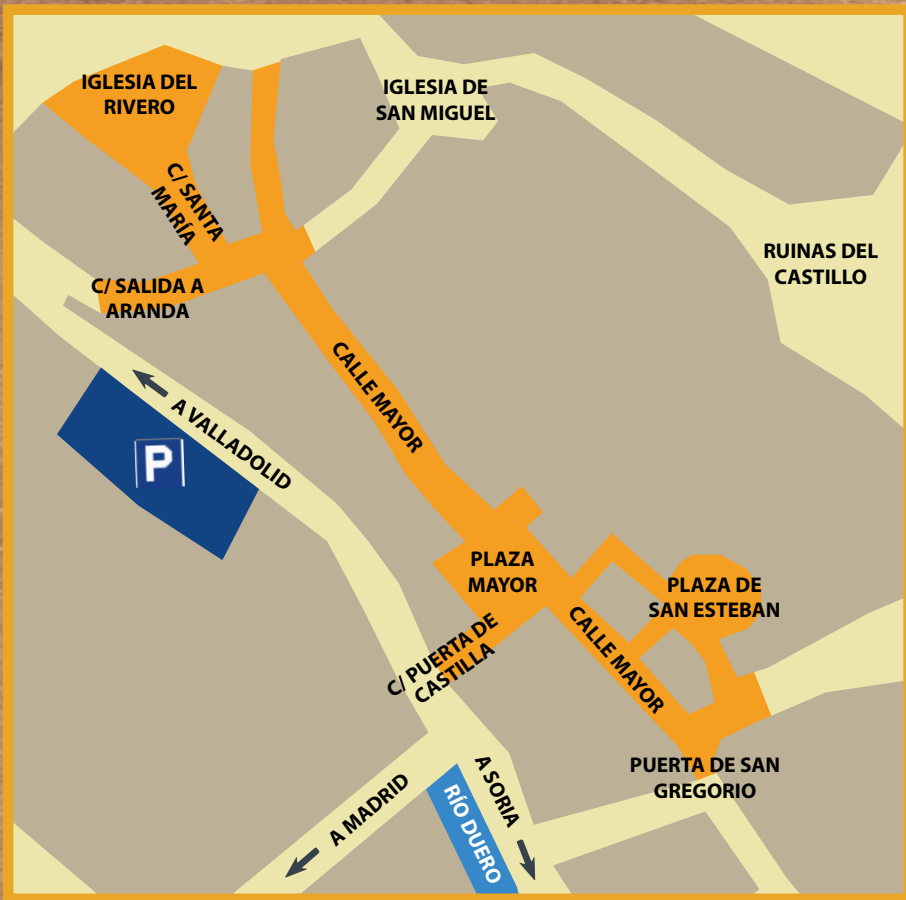 IGLESIA DEL
RIVERO
IGLESIA DE
SAN MIGUEL
C/ SANTA
MARÍA
RUINAS DEL
CASTILLO
C/ SALIDA A
ARANDA
CALLE MAYOR
A VALLADOLID
P
PLAZA
MAYOR
PLAZA DE
SAN ESTEBAN
CALLE MAYOR
C/ PUERTA DE
CASTILLA
PUERTA DE SAN
GREGORIO
A SORIA
A MADRID
RÍO DUERO